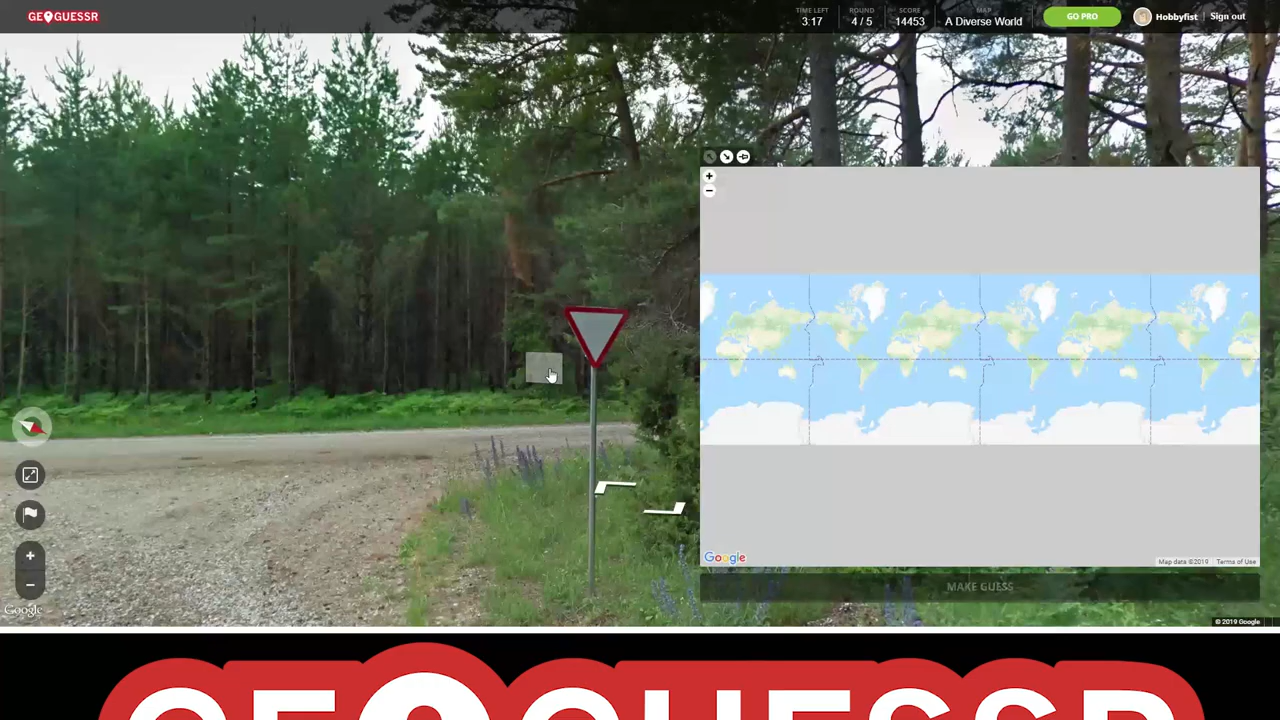 GEOGUESSR
TIME LEFT
3:17
ROUND
4 / 5
SCORE
14453
MAP
A Diverse World
GO PRO
Hobbyfist
Sign out
Google
Map data ©2019
Terms of Use
MAKE GUESS
Google
© 2019 Google
GEOGUESSR